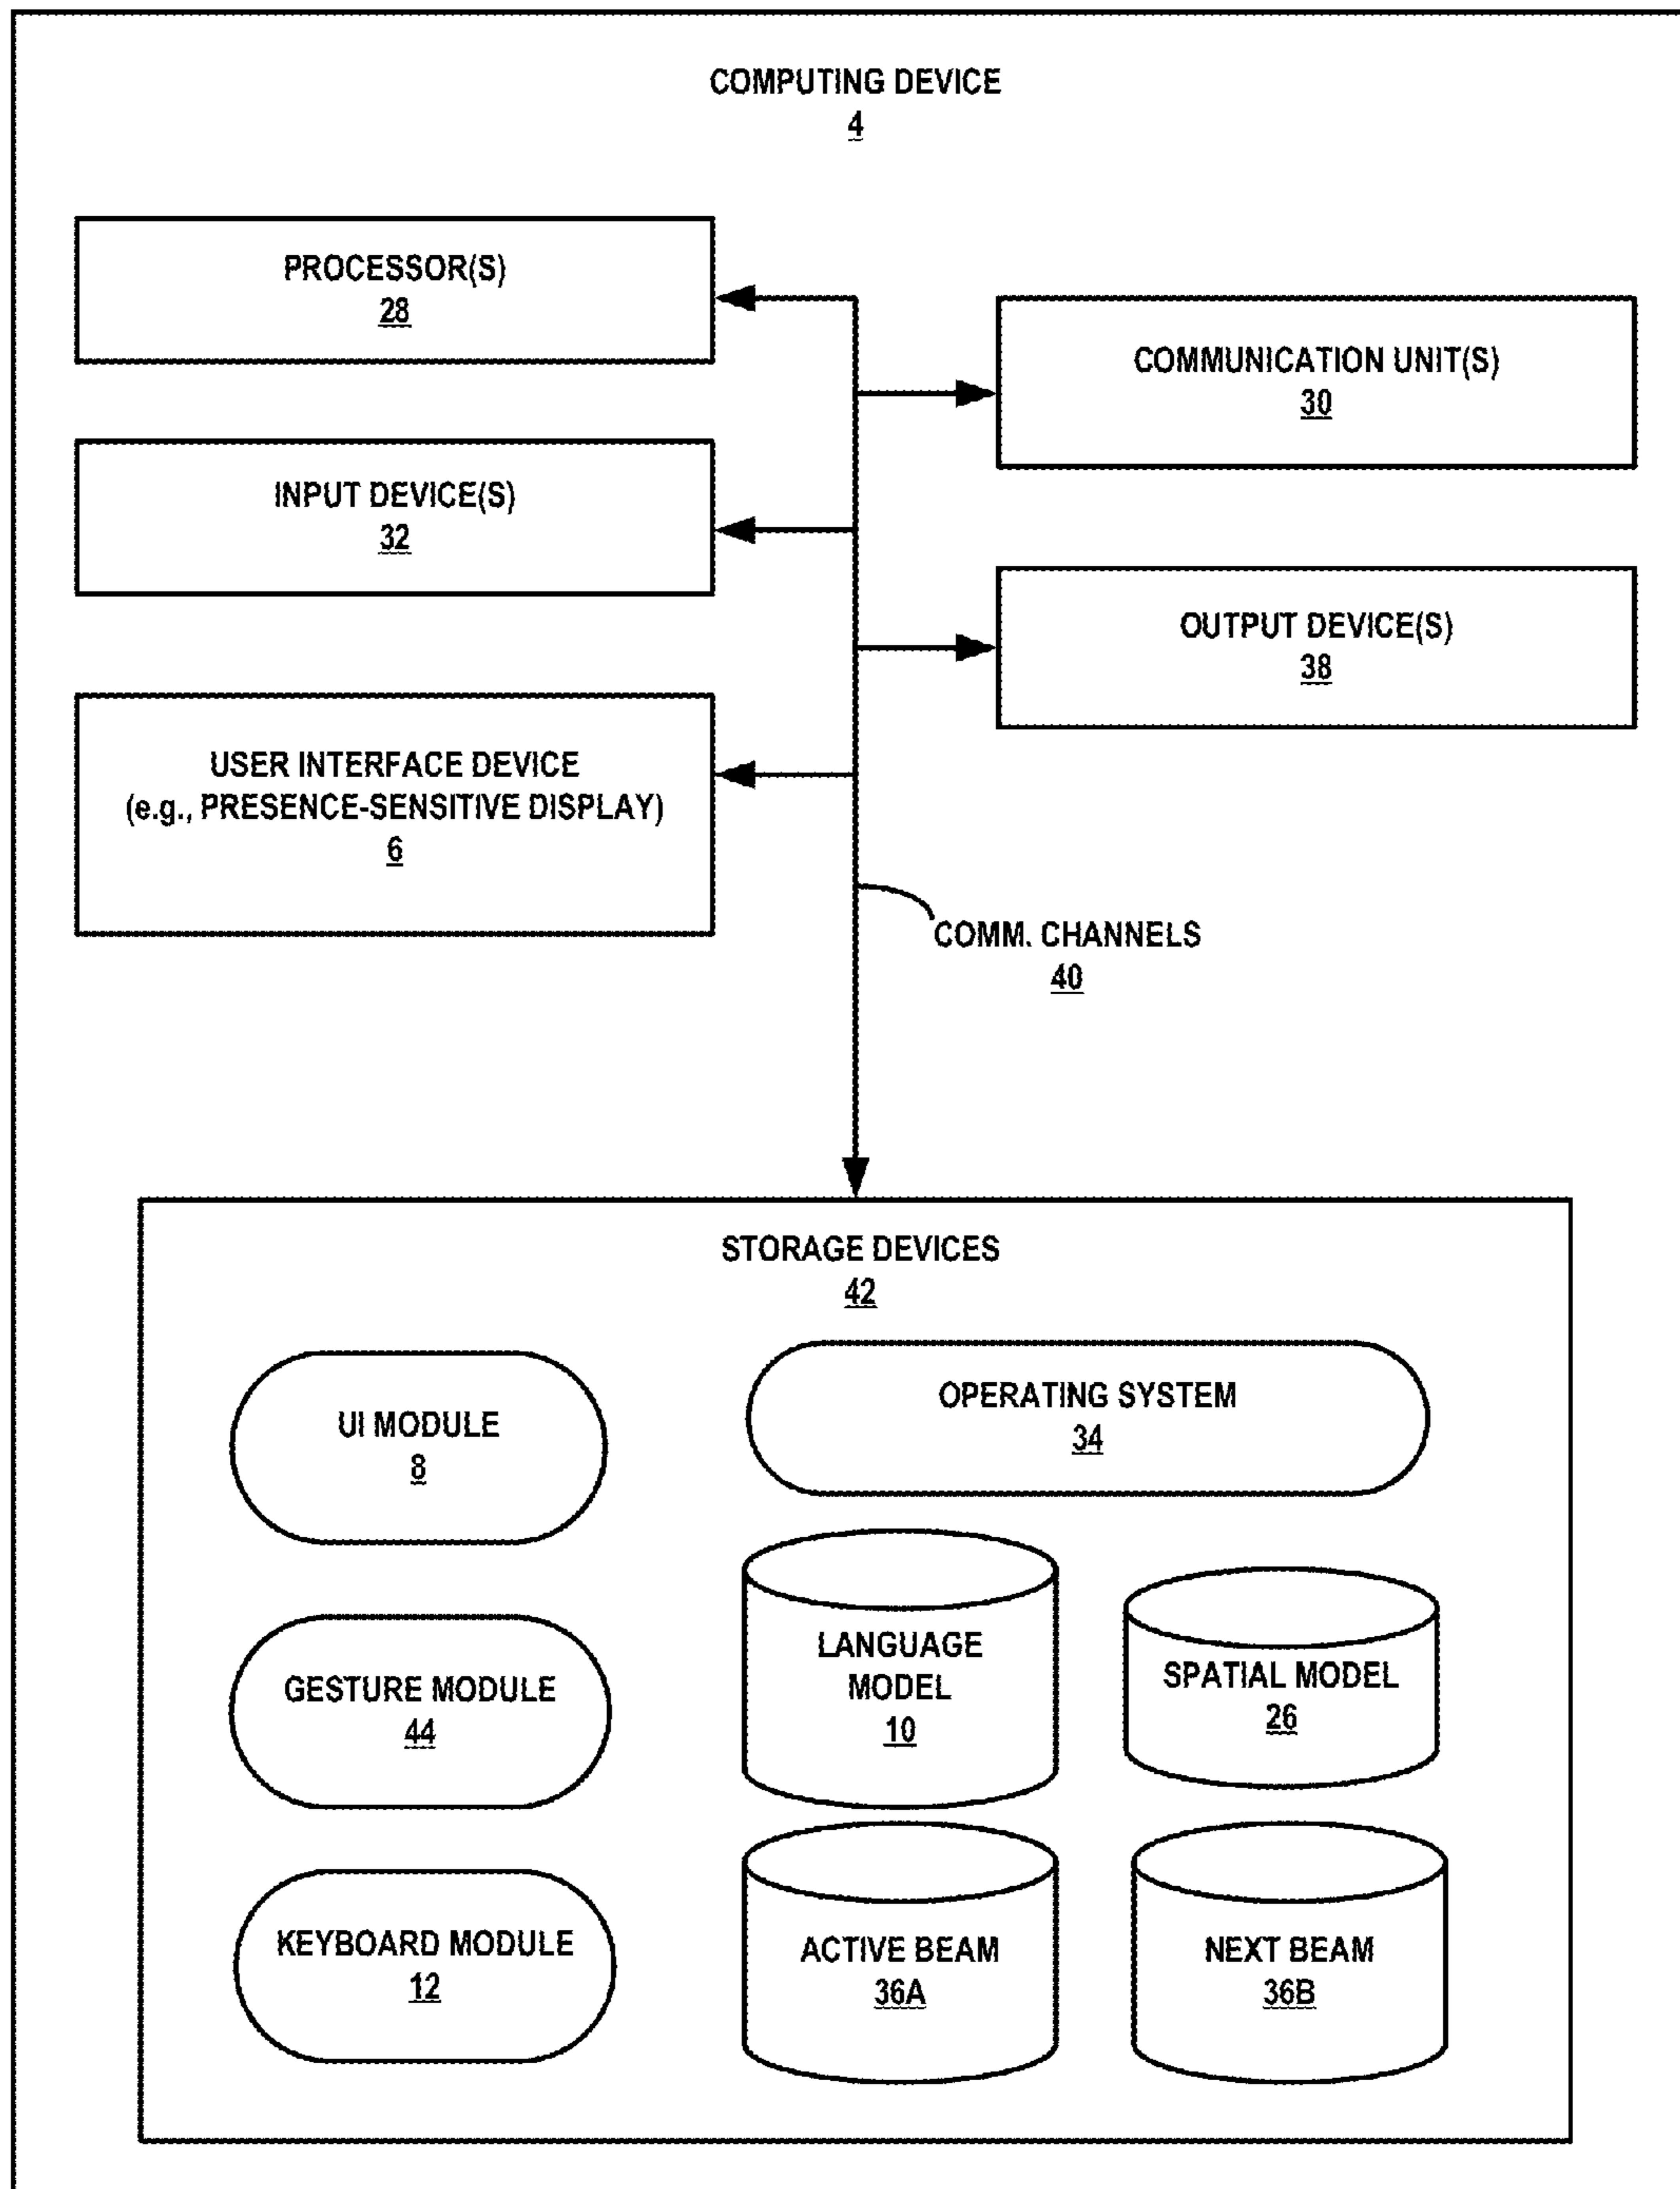 COMPUTING DEVICE
4
PROCESSOR(S)
28
COMMUNICATION UNIT(S)
30
INPUT DEVICE(S)
32
OUTPUT DEVICE(S)
38
USER INTERFACE DEVICE
(e.g., PRESENCE-SENSITIVE DISPLAY)
6
COMM. CHANNELS
40
STORAGE DEVICES
42
UI MODULE
8
OPERATING SYSTEM
34
GESTURE MODULE
44
LANGUAGE
MODEL
10
SPATIAL MODEL
26
KEYBOARD MODULE
12
ACTIVE BEAM
36A
NEXT BEAM
36B